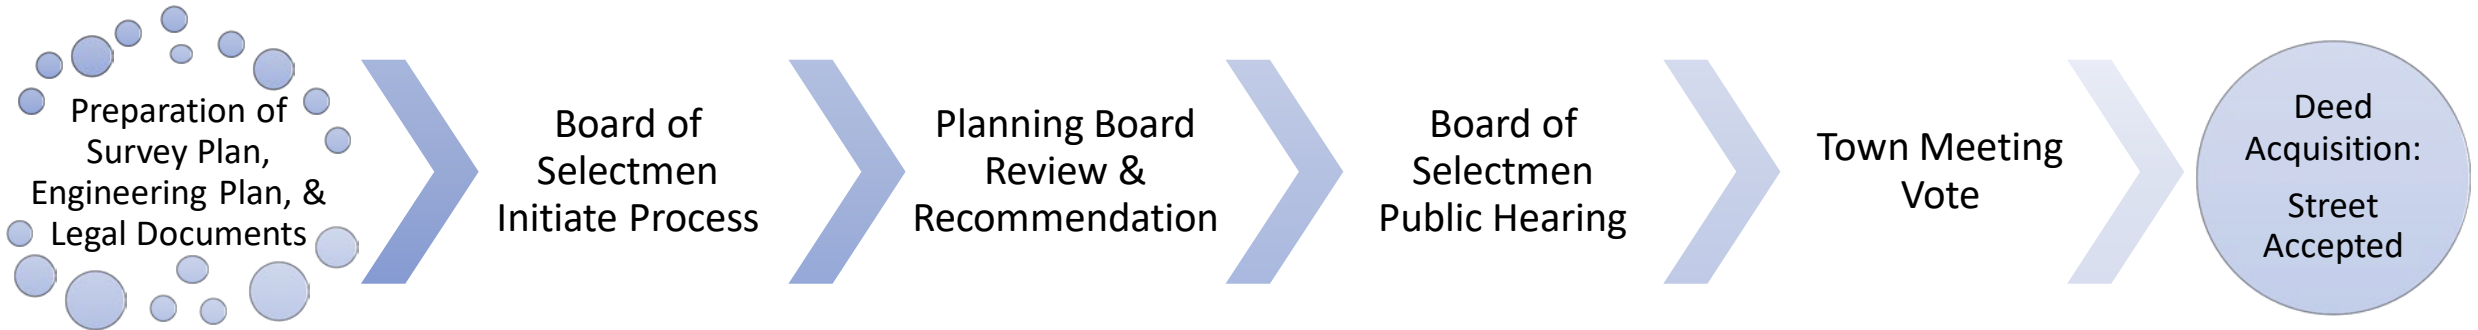 Preparation of
Survey Plan,
Engineering Plan, &
Legal Documents
Board of
Selectmen
Initiate Process
Planning Board
Review &
Recommendation
Board of
Selectmen
Public Hearing
Town Meeting
Vote
Deed
Acquisition:
Street
Accepted